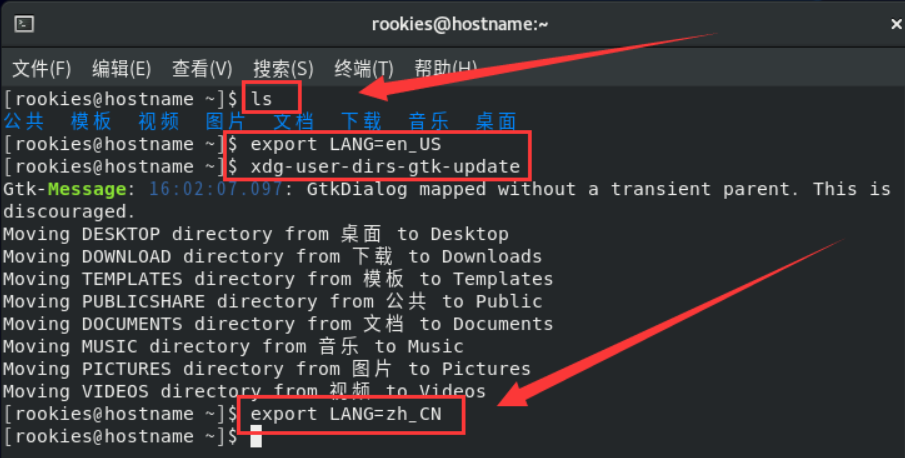 rookies@hostname:~
文件(F) 编辑(E) 查看(V) 搜索(S) 终端(T) 帮助(H)
[rookies@hostname ~]$ ls
公共 模板 视频 图片 文档 下载 音乐 桌面
[rookies@hostname ~]$ export LANG=en_US
[rookies@hostname ~]$ xdg-user-dirs-gtk-update
Gtk-Message: 16:02:07.097: GtkDialog mapped without a transient parent. This is
discouraged.
Moving DESKTOP directory from 桌面 to Desktop
Moving DOWNLOAD directory from 下载 to Downloads
Moving TEMPLATES directory from 模板 to Templates
Moving PUBLICSHARE directory from 公共 to Public
Moving DOCUMENTS directory from 文档 to Documents
Moving MUSIC directory from 音乐 to Music
Moving PICTURES directory from 图片 to Pictures
Moving VIDEOS directory from 视频 to Videos
[rookies@hostname ~]$ export LANG=zh_CN
[rookies@hostname ~]$